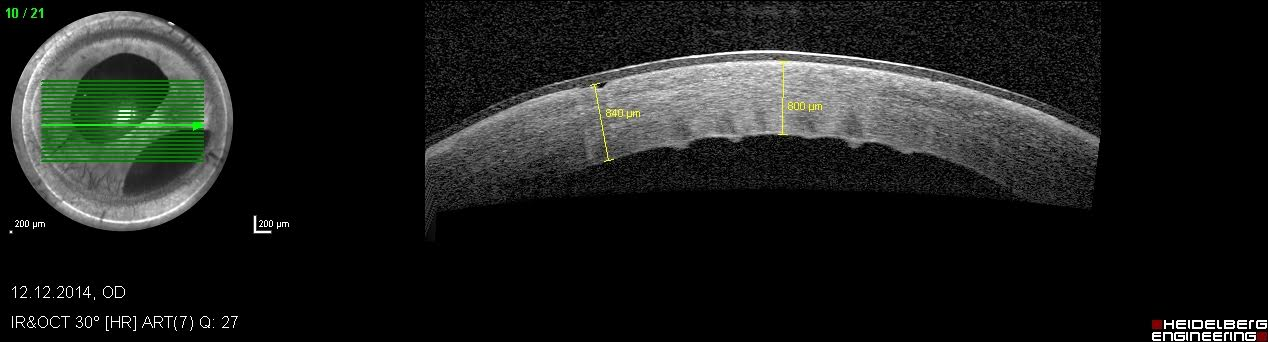 10 / 21
840 µm
800 µm
200 µm
200 µm
12.12.2014, OD
IR&OCT 30° [HR] ART(7) Q: 27
HEIDELBERG
ENGINEERING